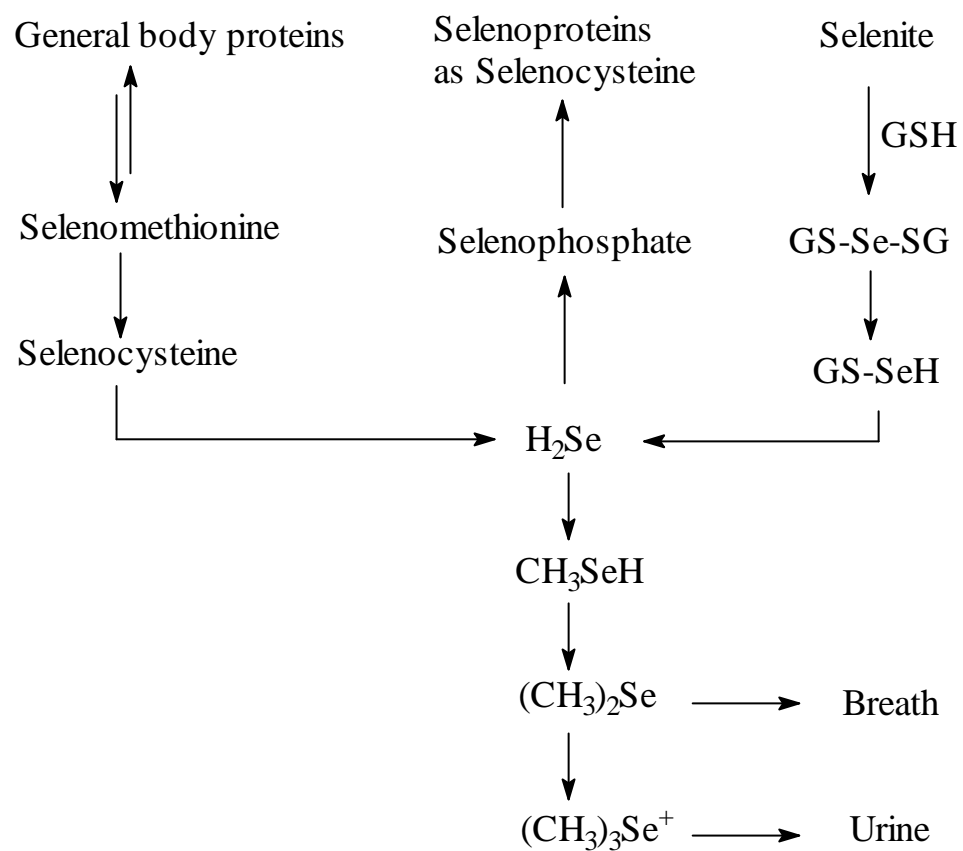 General body proteins
Selenoproteins
as Selenocysteine
Selenite
GSH
Selenomethionine
Selenophosphate
GS-Se-SG
Selenocysteine
GS-SeH
H₂Se
CH₃SeH
(CH₃)₂Se
Breath
(CH₃)₃Se⁺
Urine